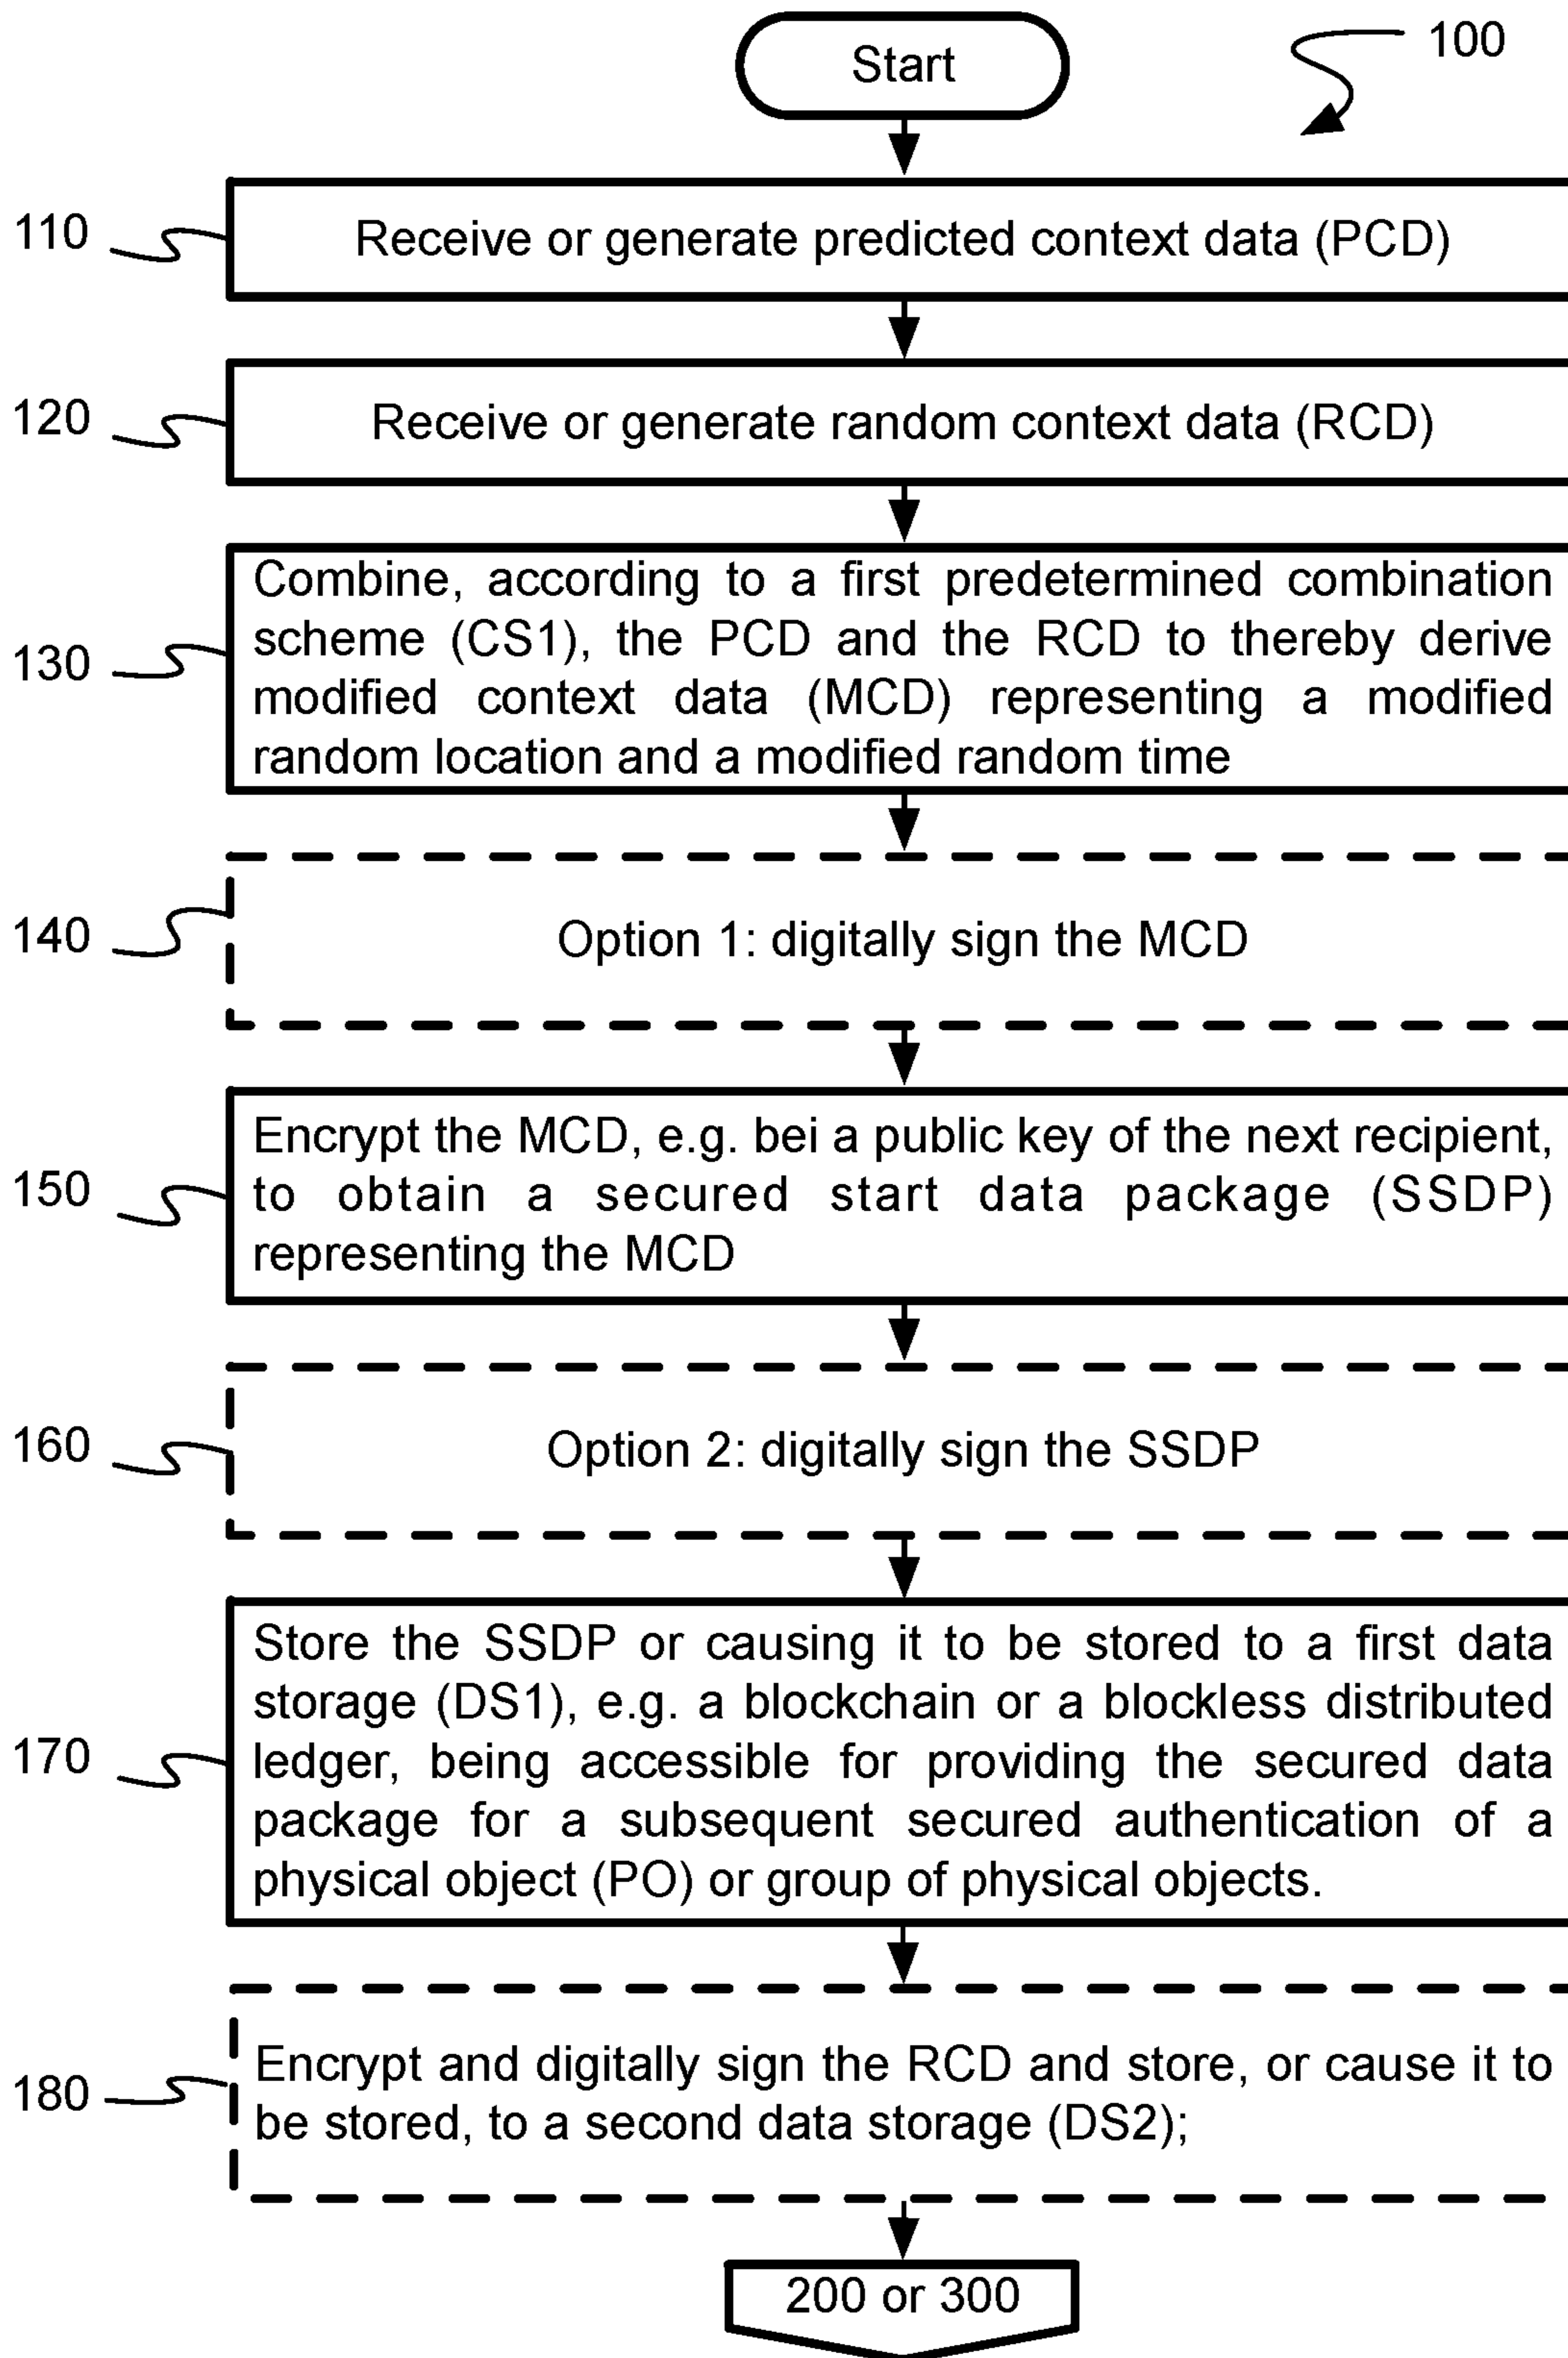 Start
100
110
Receive or generate predicted context data (PCD)
120
Receive or generate random context data (RCD)
130
Combine, according to a first predetermined combination
scheme (CS1), the PCD and the RCD to thereby derive
modified context data (MCD) representing a modified
random location and a modified random time
140
Option 1: digitally sign the MCD
150
Encrypt the MCD, e.g. bei a public key of the next recipient,
to obtain a secured start data package (SSDP)
representing the MCD
160
Option 2: digitally sign the SSDP
170
Store the SSDP or causing it to be stored to a first data
storage (DS1), e.g. a blockchain or a blockless distributed
ledger, being accessible for providing the secured data
package for a subsequent secured authentication of a
physical object (PO) or group of physical objects.
180
Encrypt and digitally sign the RCD and store, or cause it to
be stored, to a second data storage (DS2);
200 or 300